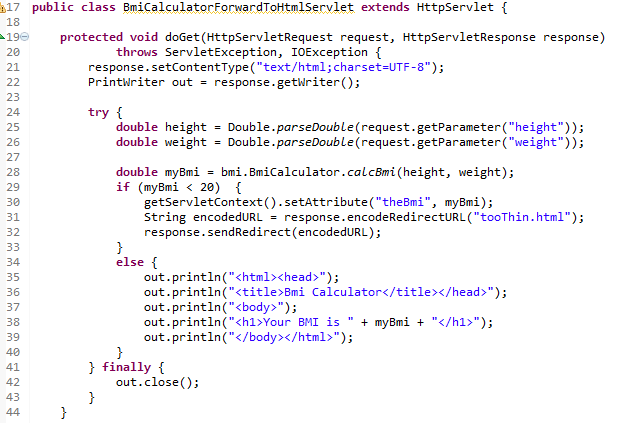 17 public class BmiCalculatorForwardToHtmlServlet extends HttpServlet {
18
19 protected void doGet(HttpServletRequest request, HttpServletResponse response)
20 throws ServletException, IOException {
21 response.setContentType("text/html;charset=UTF-8");
22 PrintWriter out = response.getWriter();
23
24 try {
25 double height = Double.parseDouble(request.getParameter("height"));
26 double weight = Double.parseDouble(request.getParameter("weight"));
27
28 double myBmi = bmi.BmiCalculator.calcBmi(height, weight);
29 if (myBmi < 20) {
30 getServletContext().setAttribute("theBmi", myBmi);
31 String encodedURL = response.encodeRedirectURL("tooThin.html");
32 response.sendRedirect(encodedURL);
33 }
34 else {
35 out.println("<html><head>");
36 out.println("<title>Bmi Calculator</title></head>");
37 out.println("<body>");
38 out.println("<h1>Your BMI is " + myBmi + "</h1>");
39 out.println("</body></html>");
40 }
41 } finally {
42 out.close();
43 }
44 }